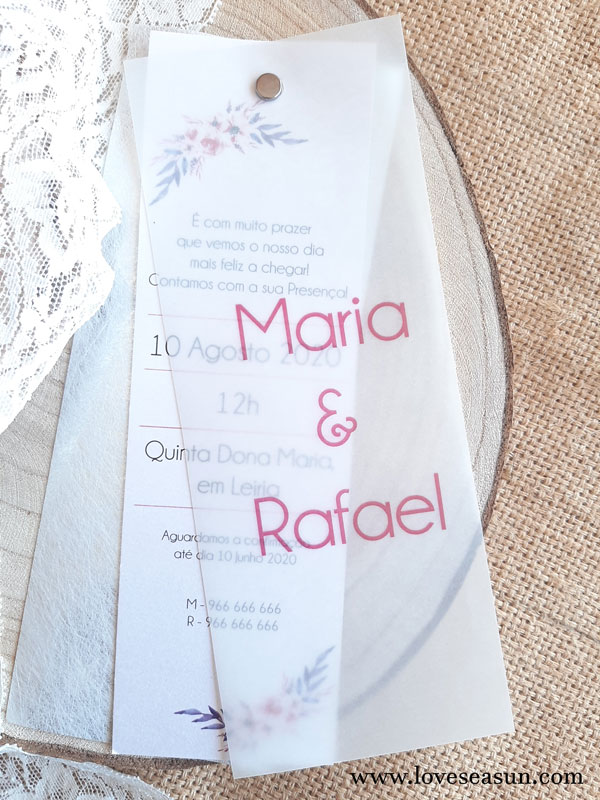 É com muito prazer
que vemos o nosso dia
mais feliz a chegar!
Contamos com a sua Presença!
Maria
&
Rafael
10 Agosto 2020
12h
Quinta Dona Maria,
em Leiria
Aguardamos a confirmação
até dia 10 Junho 2020
M - 966 666 666
R - 966 666 666
www.loveseasun.com